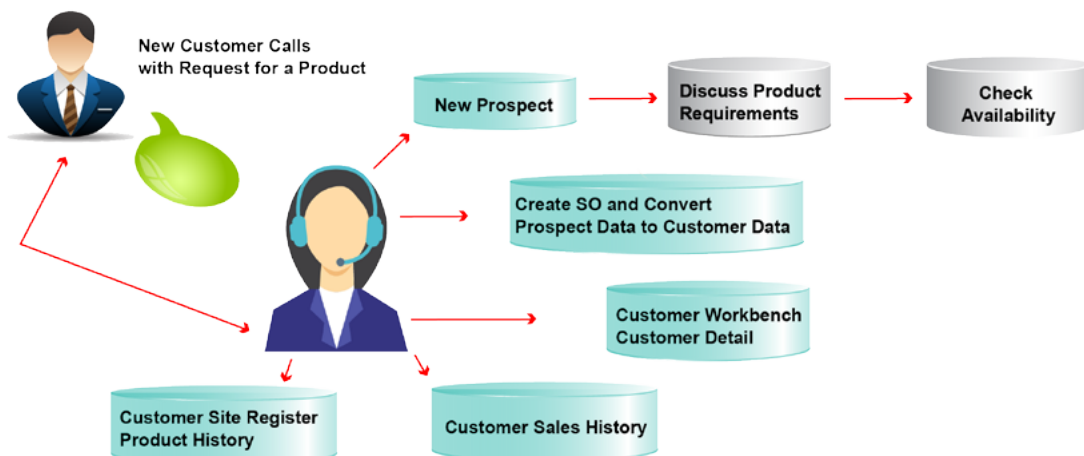 New Customer Calls
with Request for a Product
New Prospect
Discuss Product
Requirements
Check
Availability
Create SO and Convert
Prospect Data to Customer Data
Customer Workbench
Customer Detail
Customer Site Register
Product History
Customer Sales History